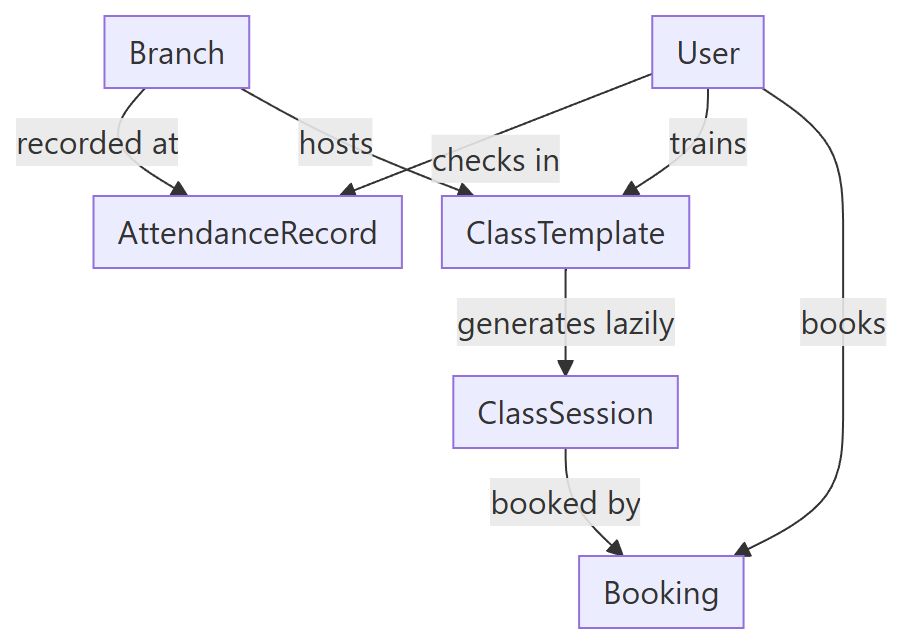 Branch
User
recorded at
hosts
checks in
trains
AttendanceRecord
ClassTemplate
generates lazily
books
ClassSession
booked by
Booking